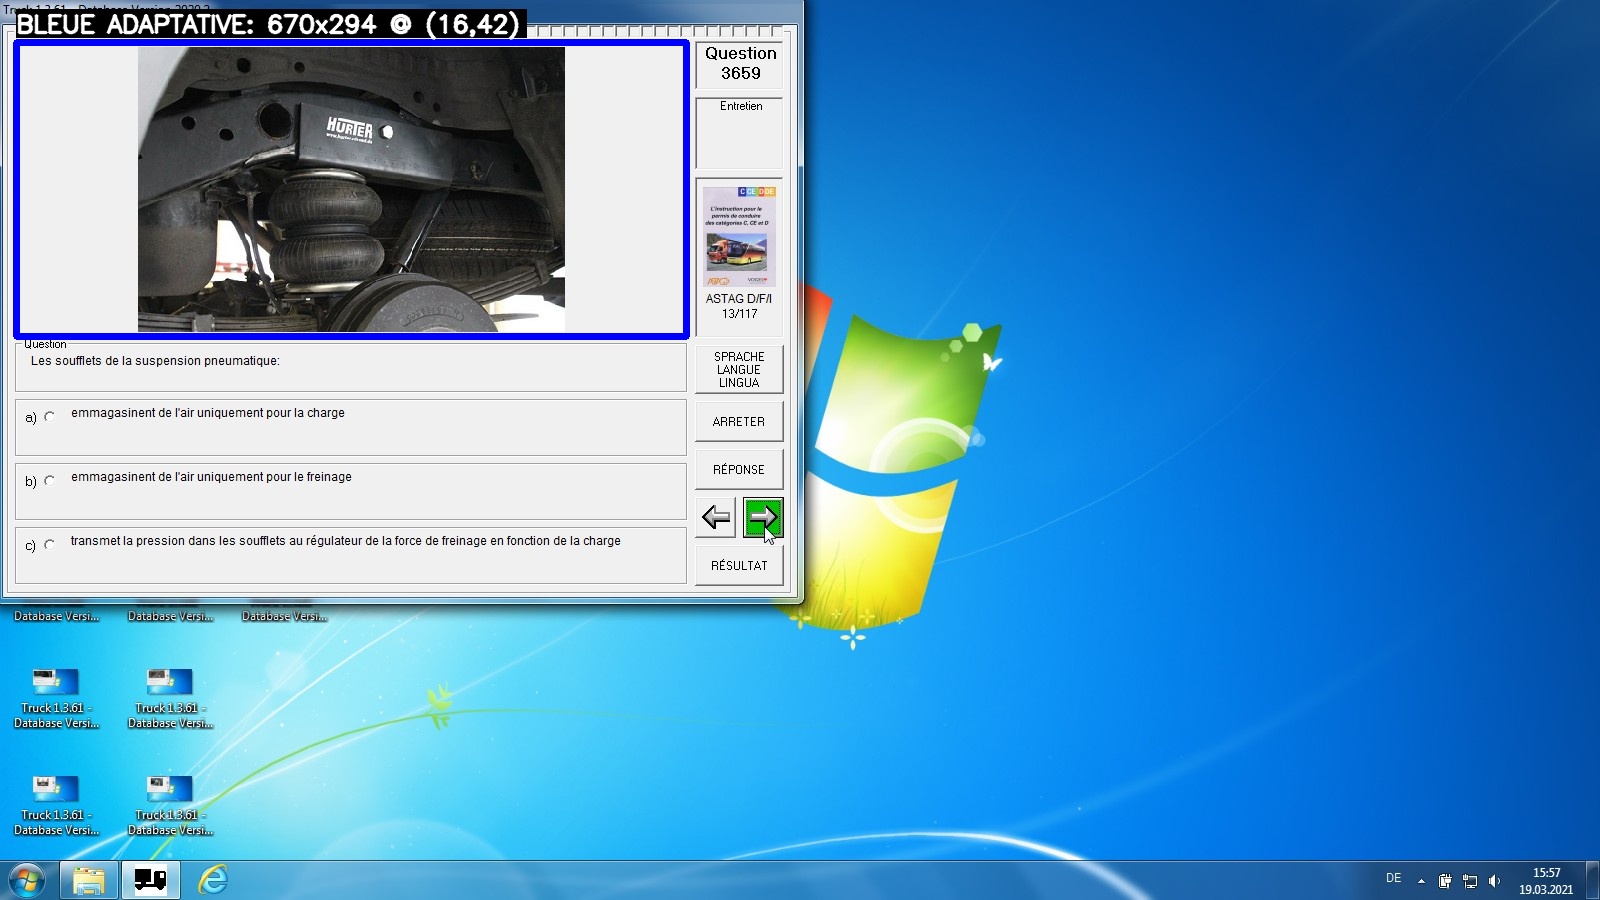 BLEUE ADAPTATIVE: 670x294 @ (16,42)
HÜRTER
Question
3659
Entretien
C CE D DE
L'instruction pour le
permis de conduire
des catégories C, CE et D
ASTAG D/F/I
13/117
Question
Les soufflets de la suspension pneumatique:
a) emmagasinent de l'air uniquement pour la charge
b) emmagasinent de l'air uniquement pour le freinage
c) transmet la pression dans les soufflets au régulateur de la force de freinage en fonction de la charge
SPRACHE
LANGUE
LINGUA
ARRETER
RÉPONSE
RÉSULTAT
Database Versi...
Database Versi...
Database Versi...
Truck 1.3.61 -
Database Versi...
Truck 1.3.61 -
Database Versi...
Truck 1.3.61 -
Database Versi...
Truck 1.3.61 -
Database Versi...
DE
15:57
19.03.2021